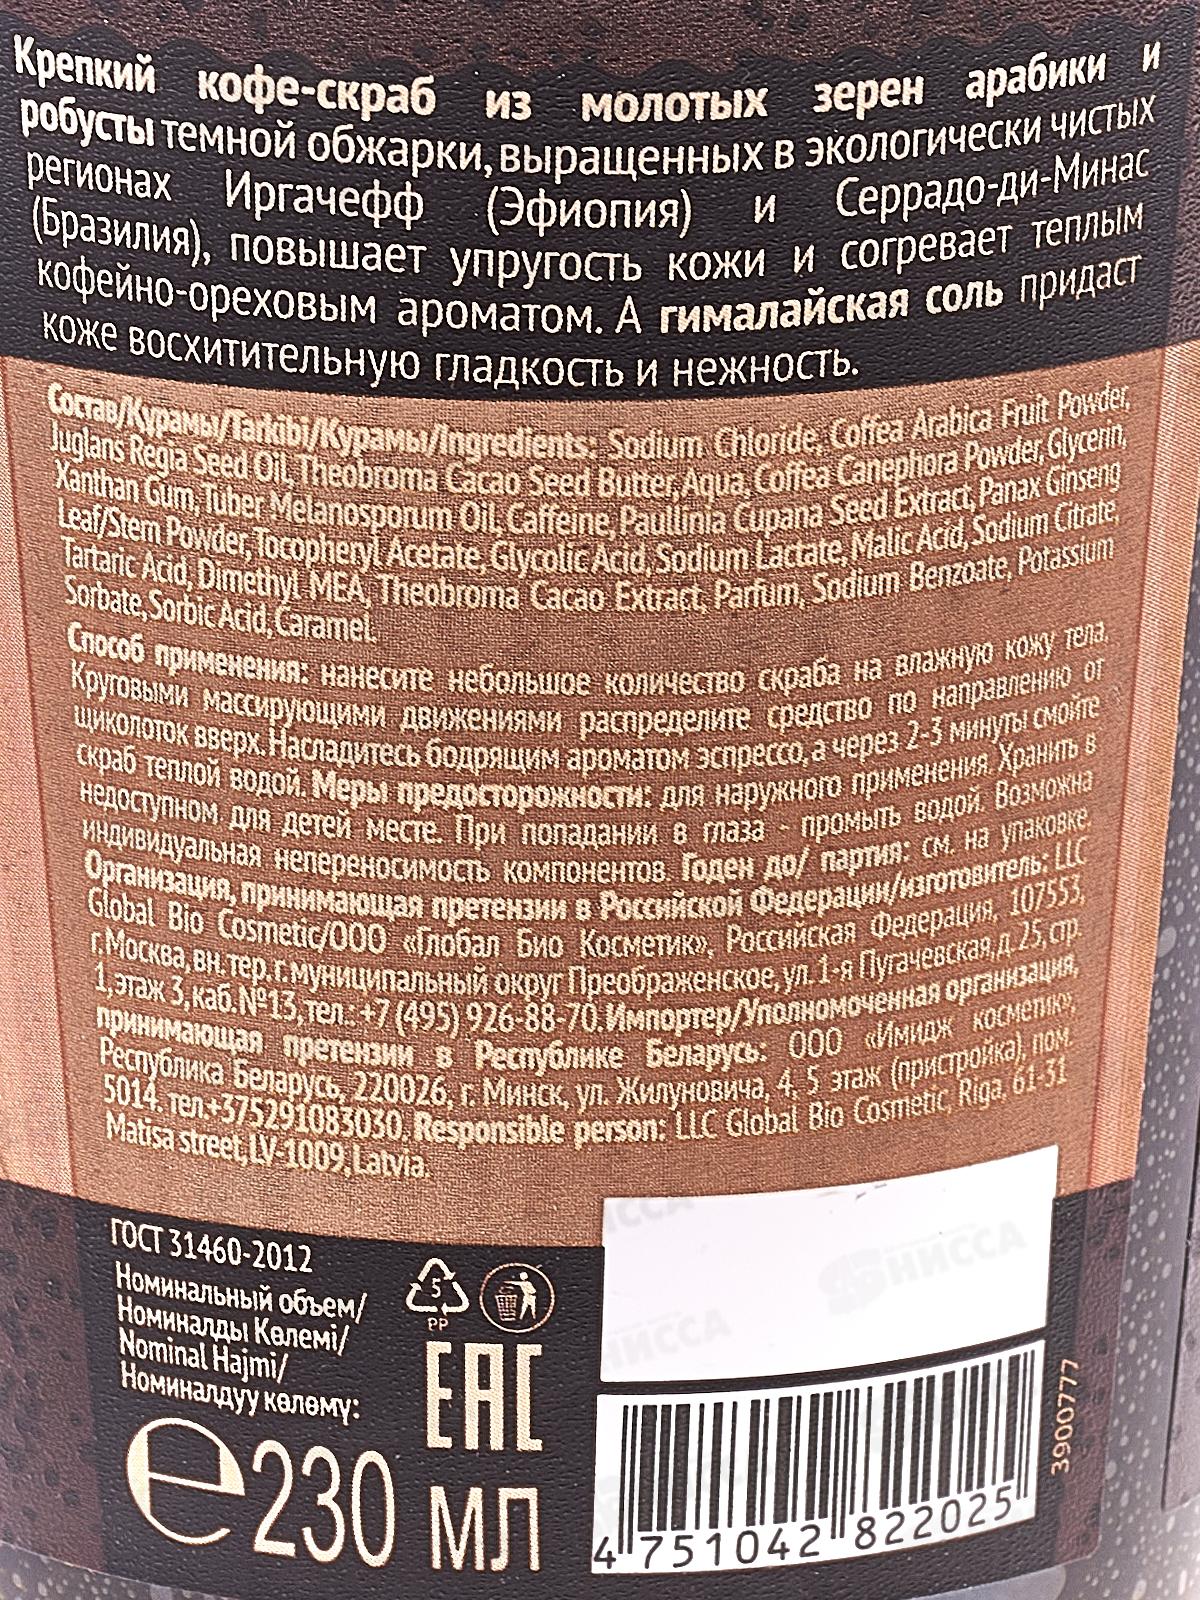 Крепкий кофе-скраб из молотых зерен арабики и
робусты темной обжарки, выращенных в экологически чистых
регионах Иргачефф (Эфиопия) и Серрадо-ди-Минас
(Бразилия), повышает упругость кожи и согревает теплым
кофейно-ореховым ароматом. А гималайская соль придаст
коже восхитительную гладкость и нежность.
Состав/Құрамы/Tarkibi/Курамы/Ingredients: Sodium Chloride, Coffea Arabica Fruit Powder,
Juglans Regia Seed Oil, Theobroma Cacao Seed Butter, Aqua, Coffea Canephora Powder, Glycerin,
Xanthan Gum, Tuber Melanosporum Oil, Caffeine, Paullinia Cupana Seed Extract, Panax Ginseng
Leaf/Stem Powder, Tocopheryl Acetate, Glycolic Acid, Sodium Lactate, Malic Acid, Sodium Citrate,
Tartaric Acid, Dimethyl MEA, Theobroma Cacao Extract, Parfum, Sodium Benzoate, Potassium
Sorbate, Sorbic Acid, Caramel.
Способ применения: нанесите небольшое количество скраба на влажную кожу тела.
Круговыми массирующими движениями распределите средство по направлению от
щиколоток вверх. Насладитесь бодрящим ароматом эспрессо, а через 2-3 минуты смойте
скраб теплой водой. Меры предосторожности: для наружного применения. Хранить в
недоступном для детей месте. При попадании в глаза - промыть водой. Возможна
индивидуальная непереносимость компонентов. Годен до/ партия: см. на упаковке.
Организация, принимающая претензии в Российской Федерации/изготовитель: LLC
Global Bio Cosmetic/ООО «Глобал Био Косметик», Российская Федерация, 107553,
г. Москва, вн. тер. г. муниципальный округ Преображенское, ул. 1-я Пугачевская, д. 25, стр.
1, этаж 3, каб. №13, тел.: +7 (495) 926-88-70. Импортер/Уполномоченная организация,
принимающая претензии в Республике Беларусь: ООО «Имидж косметик»,
Республика Беларусь, 220026, г. Минск, ул. Жилуновича, 4, 5 этаж (пристройка), пом.
5014. тел.+375291083030. Responsible person: LLC Global Bio Cosmetic, Riga, 61-31
Matisa street, LV-1009, Latvia.
ГОСТ 31460-2012
Номинальный объем/
Номиналды Көлемі/
Nominal Hajmi/
Номиналдуу көлөмү:
℮ 230 МЛ
5
PP
EAC
НИССА
3900777
4 751042 822025